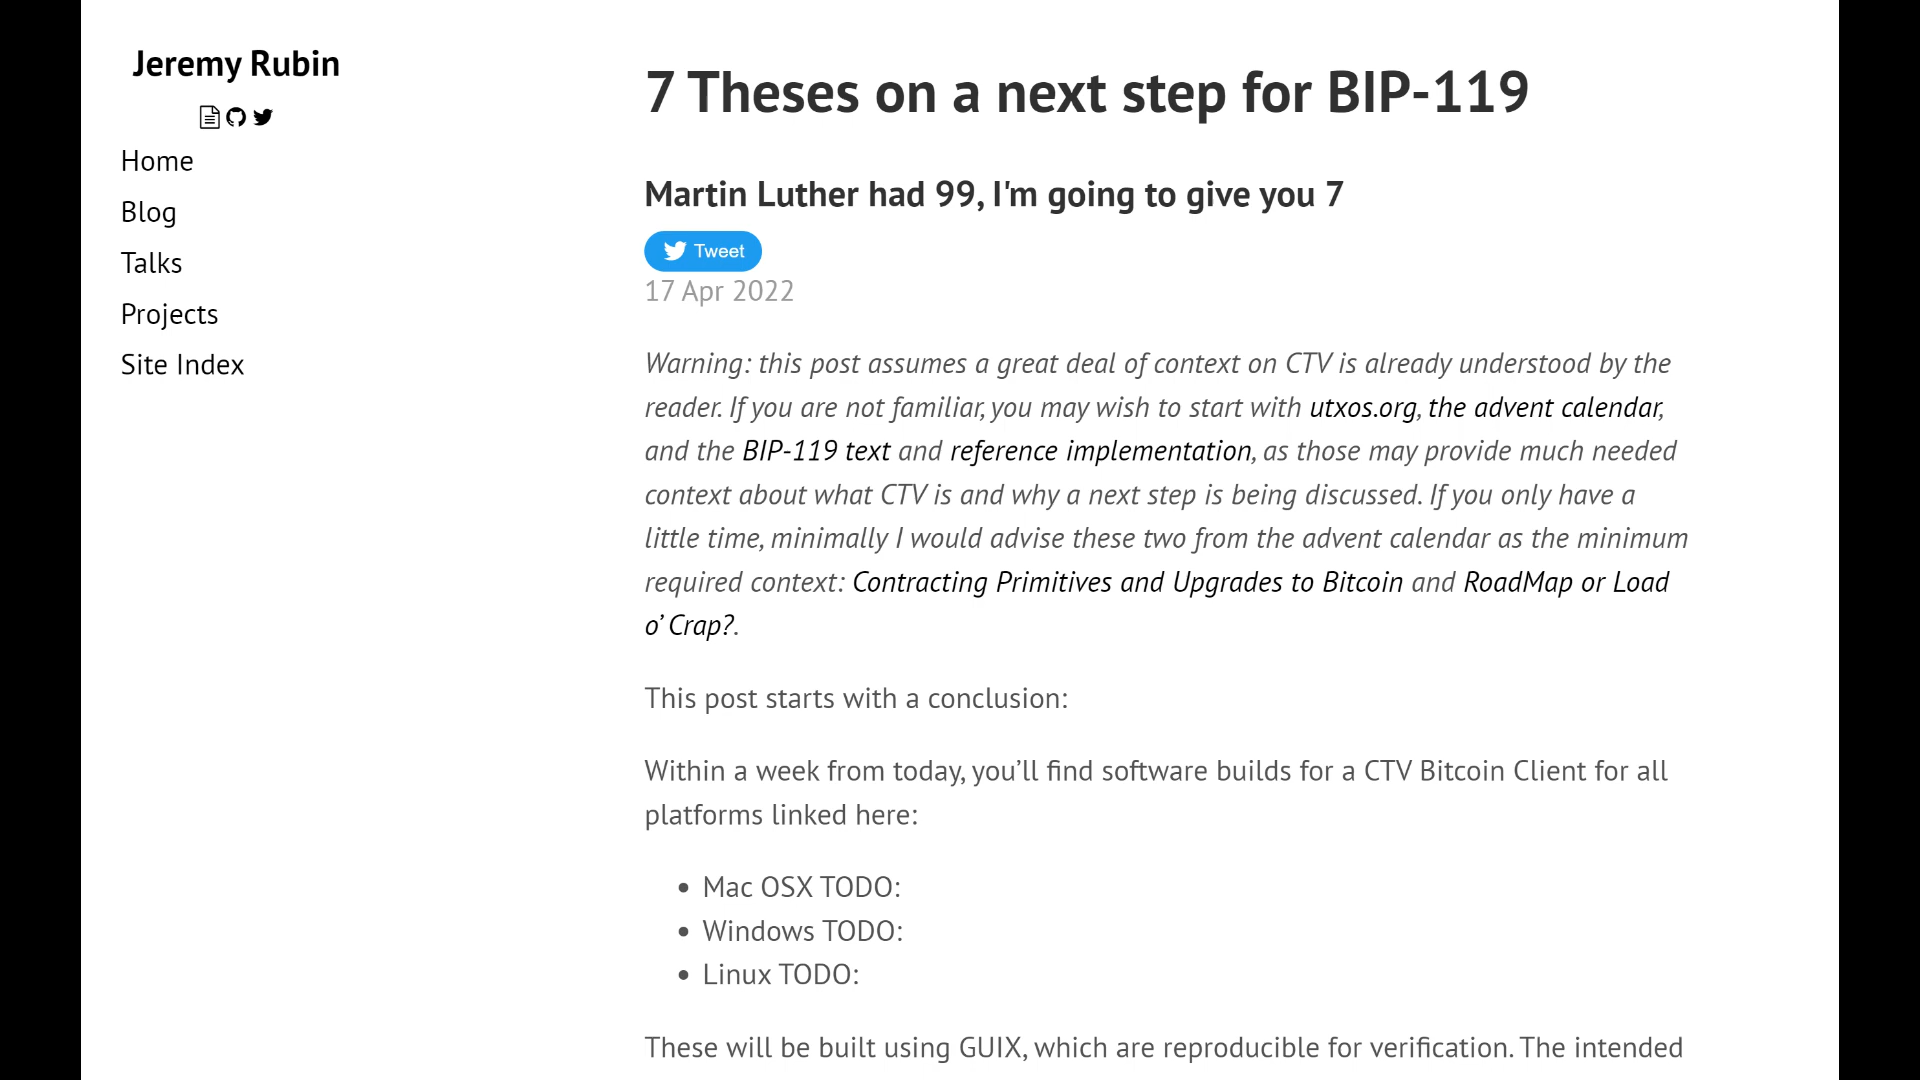 Jeremy Rubin
Home
Blog
Talks
Projects
Site Index
7 Theses on a next step for BIP-119
Martin Luther had 99, I'm going to give you 7
Tweet
17 Apr 2022
Warning: this post assumes a great deal of context on CTV is already understood by the
reader. If you are not familiar, you may wish to start with utxos.org, the advent calendar,
and the BIP-119 text and reference implementation, as those may provide much needed
context about what CTV is and why a next step is being discussed. If you only have a
little time, minimally I would advise these two from the advent calendar as the minimum
required context: Contracting Primitives and Upgrades to Bitcoin and RoadMap or Load
o’ Crap?.
This post starts with a conclusion:
Within a week from today, you’ll find software builds for a CTV Bitcoin Client for all
platforms linked here:
• Mac OSX TODO:
• Windows TODO:
• Linux TODO:
These will be built using GUIX, which are reproducible for verification. The intended